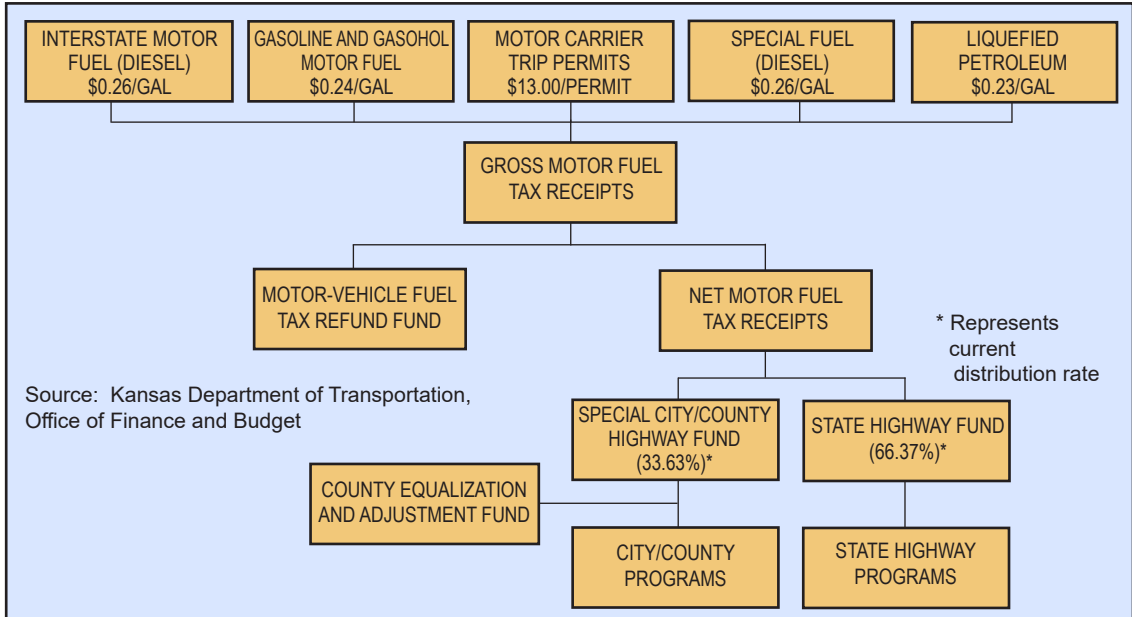 INTERSTATE MOTOR
FUEL (DIESEL)
$0.26/GAL
GASOLINE AND GASOHOL
MOTOR FUEL
$0.24/GAL
MOTOR CARRIER
TRIP PERMITS
$13.00/PERMIT
SPECIAL FUEL
(DIESEL)
$0.26/GAL
LIQUEFIED
PETROLEUM
$0.23/GAL
GROSS MOTOR FUEL
TAX RECEIPTS
MOTOR-VEHICLE FUEL
TAX REFUND FUND
NET MOTOR FUEL
TAX RECEIPTS
* Represents
current
distribution rate
Source: Kansas Department of Transportation,
Office of Finance and Budget
SPECIAL CITY/COUNTY
HIGHWAY FUND
(33.63%)*
STATE HIGHWAY FUND
(66.37%)*
COUNTY EQUALIZATION
AND ADJUSTMENT FUND
CITY/COUNTY
PROGRAMS
STATE HIGHWAY
PROGRAMS